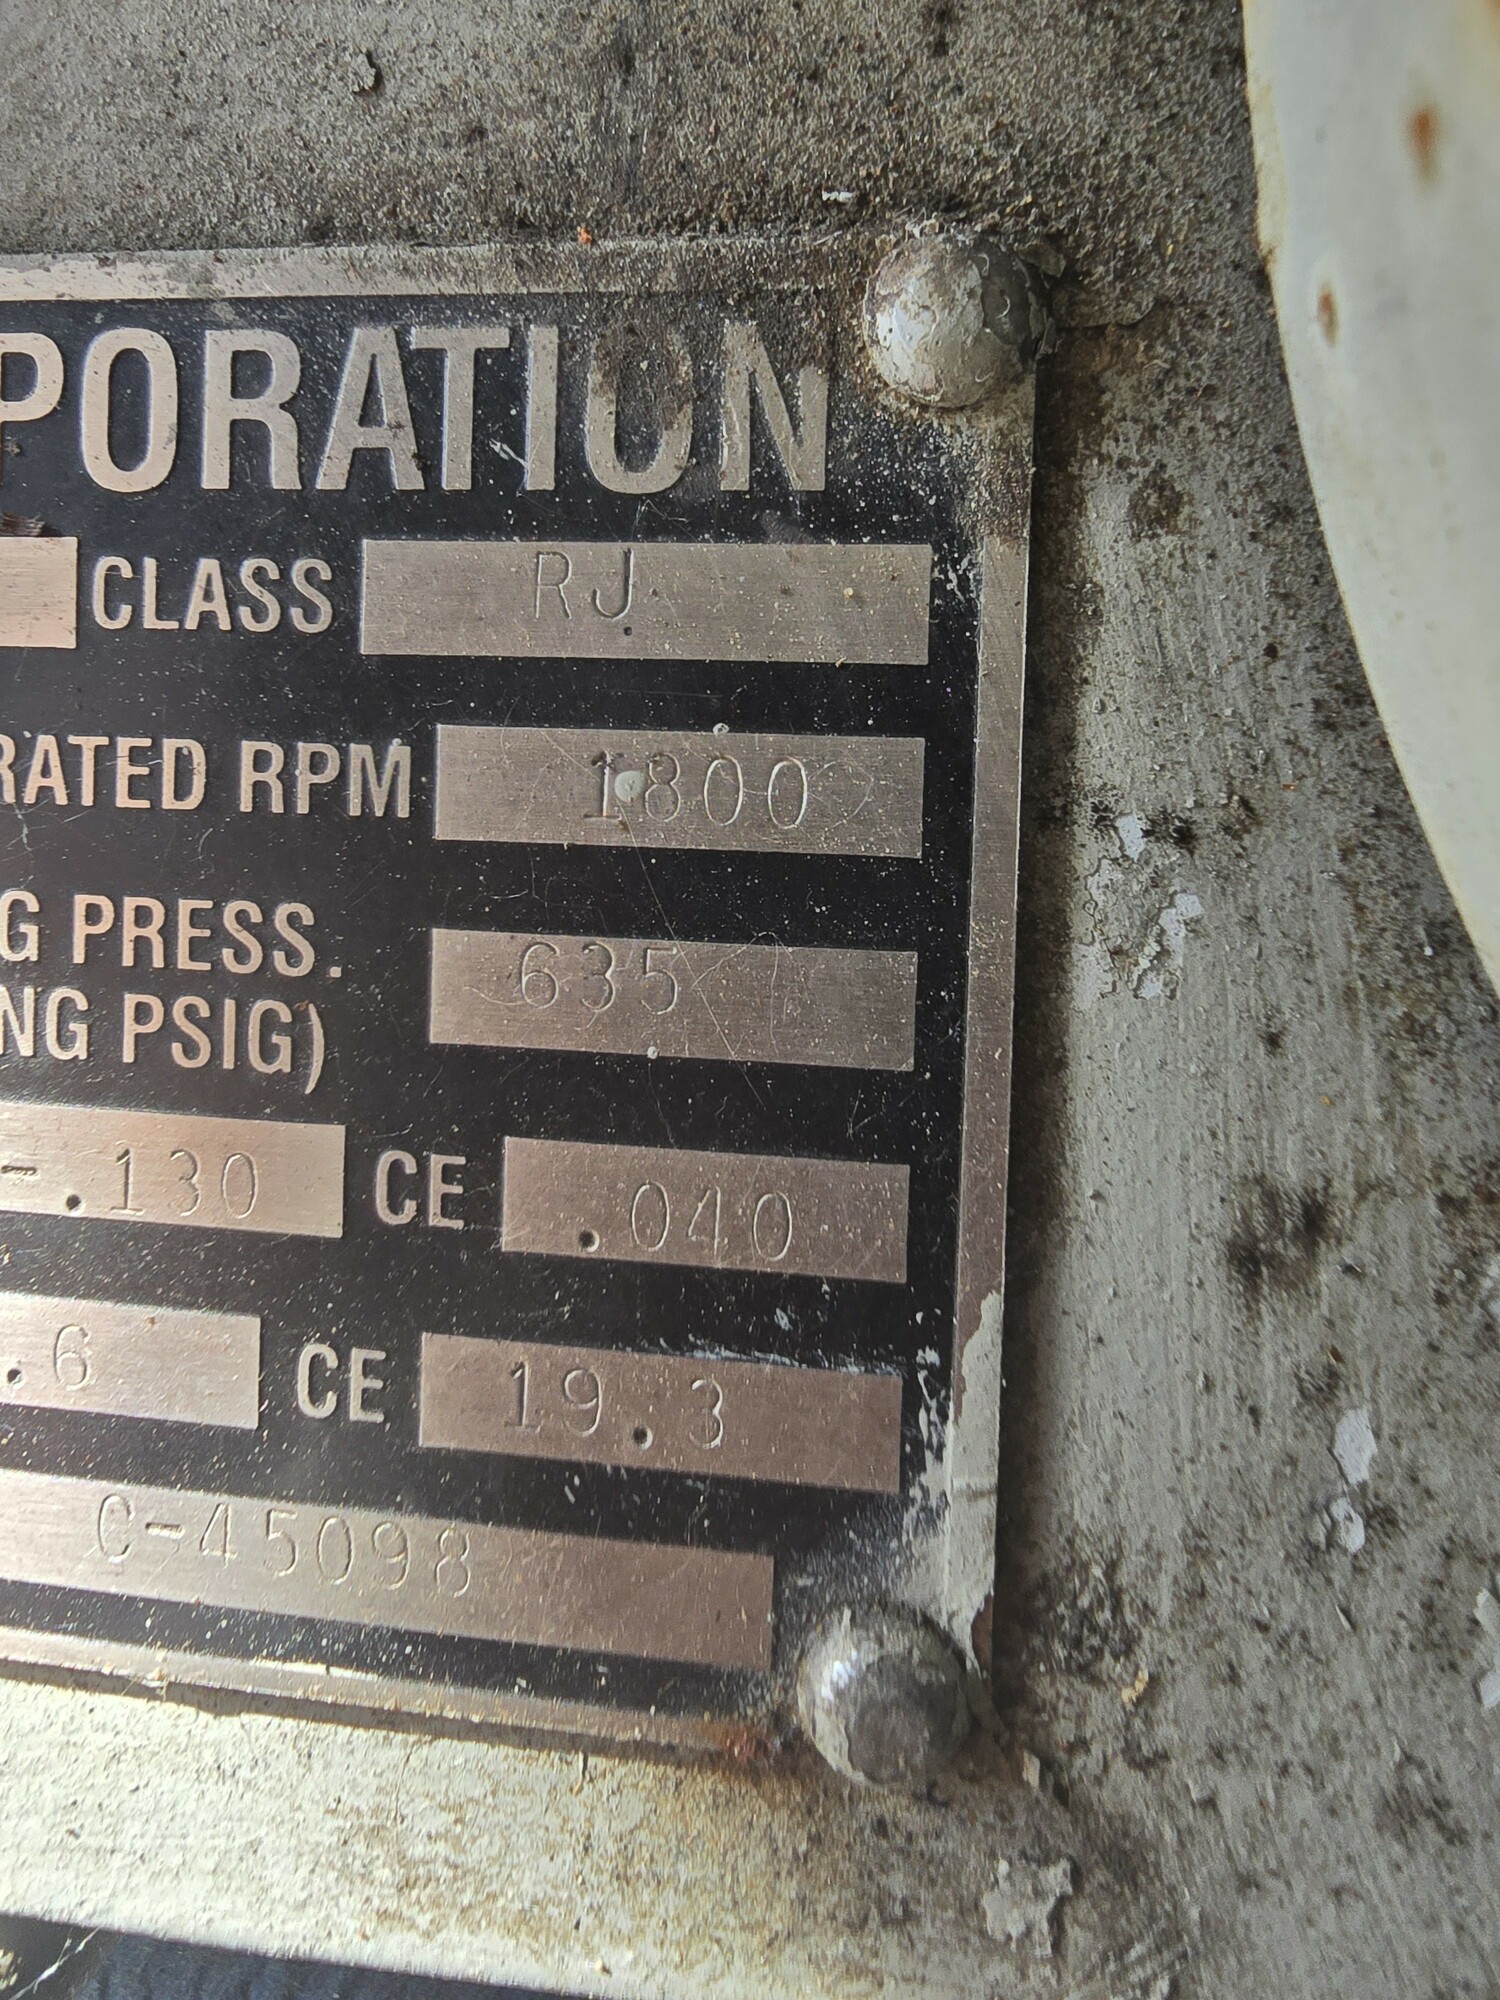 PORATION
CLASS RJ
RATED RPM 1800
G PRESS. 635
NG PSIG)
-.130 CE .040
.6 CE 19.3
C-45098